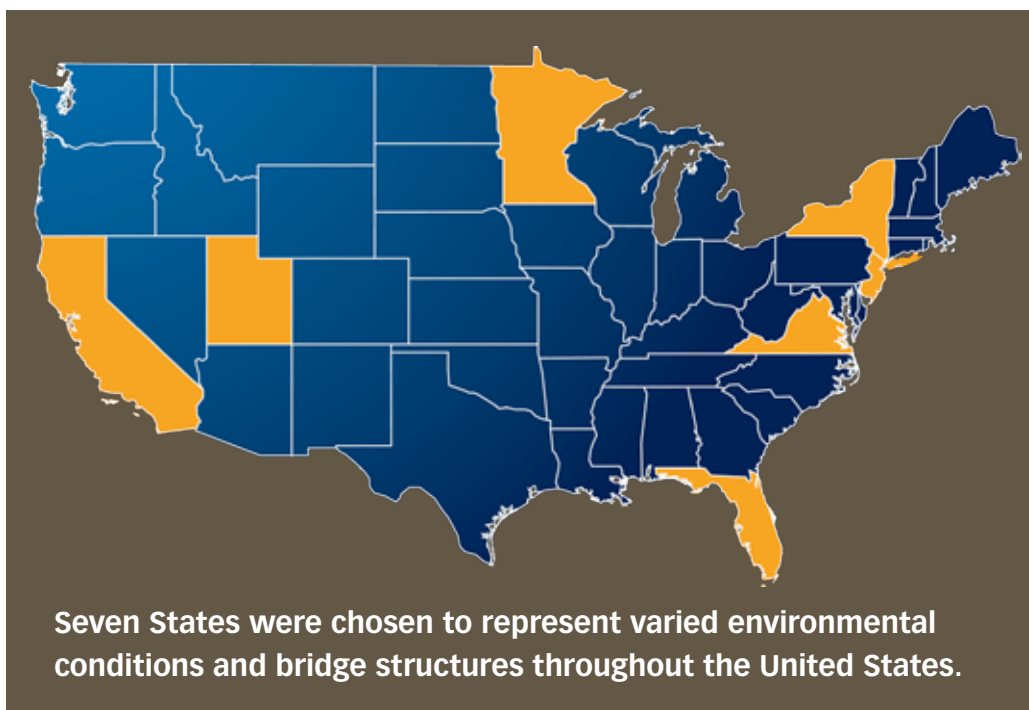 Seven States were chosen to represent varied environmental
conditions and bridge structures throughout the United States.